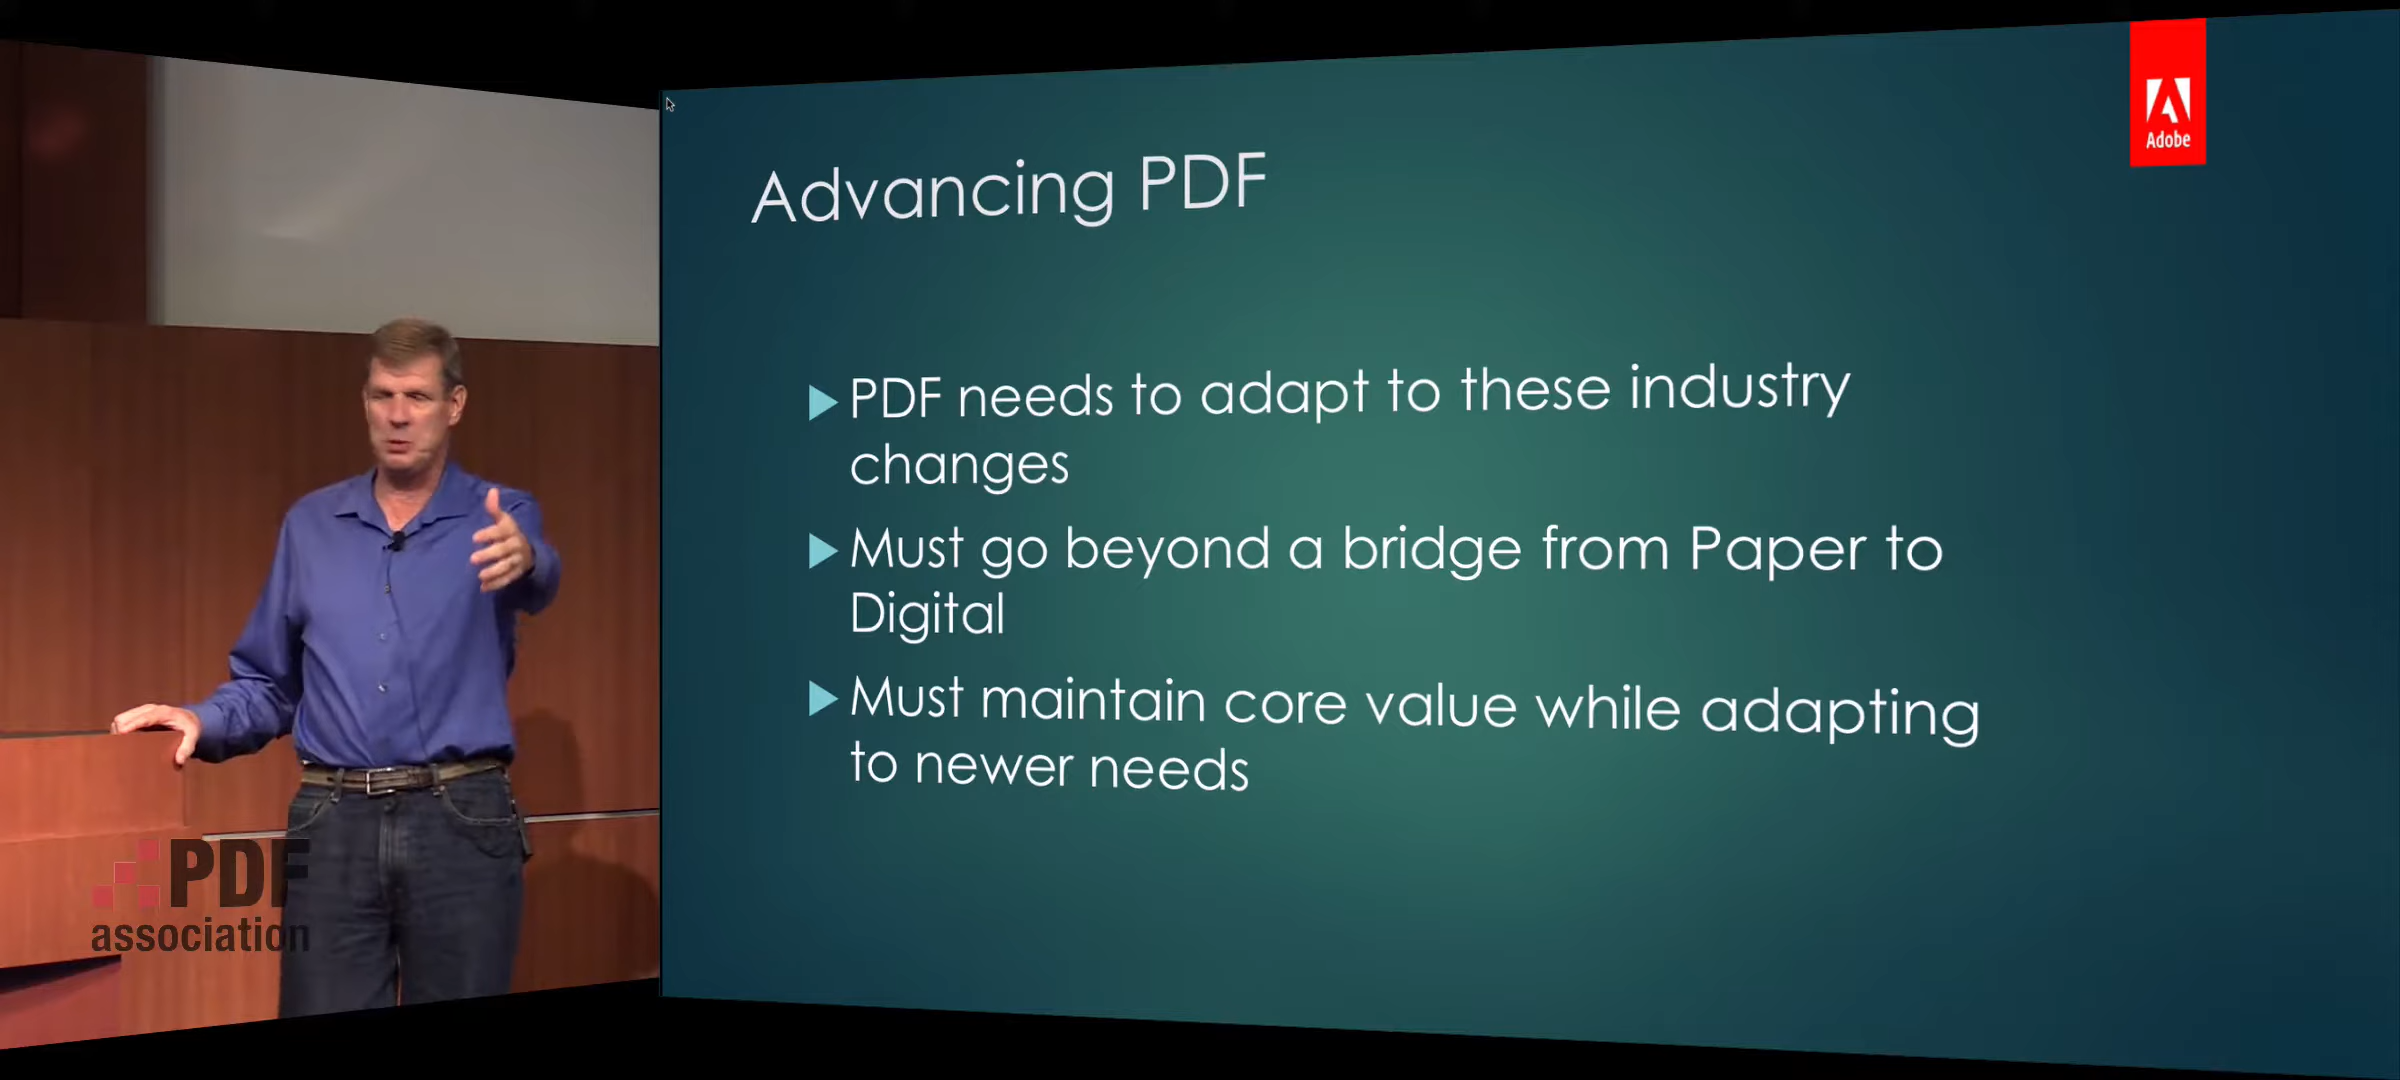 Adobe
Advancing PDF
PDF needs to adapt to these industry
changes
Must go beyond a bridge from Paper to
Digital
Must maintain core value while adapting
to newer needs
PDF
association